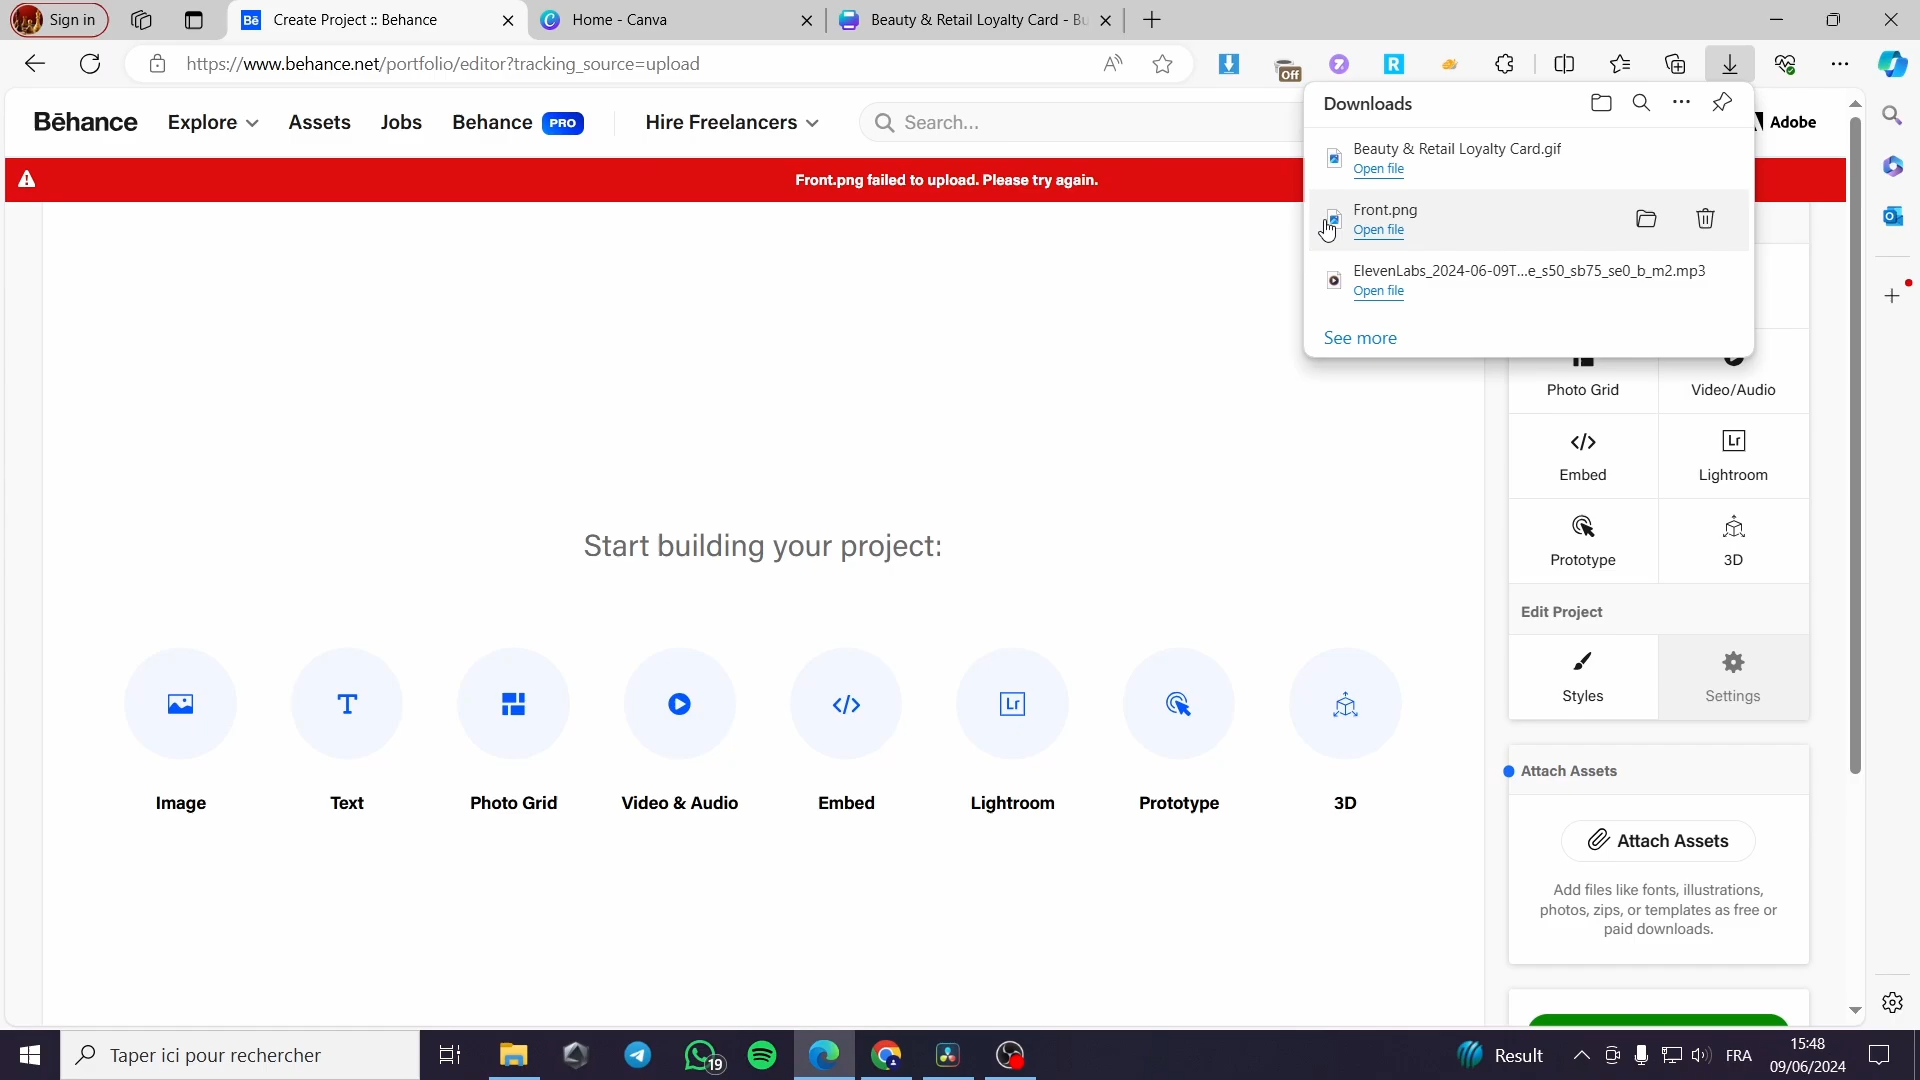 Sign in
Bē Create Project :: Behance
Home - Canva
Beauty & Retail Loyalty Card - Bu
https://www.behance.net/portfolio/editor?tracking_source=upload
Off
Bēhance
Explore
Assets
Jobs
Behance PRO
Hire Freelancers
Search...
Adobe
Front.png failed to upload. Please try again.
Downloads
Beauty & Retail Loyalty Card.gif
Open file
Front.png
Open file
ElevenLabs_2024-06-09T...e_s50_sb75_se0_b_m2.mp3
Open file
See more
Photo Grid
Video/Audio
Embed
Lr
Lightroom
Prototype
3D
Edit Project
Styles
Settings
Attach Assets
Attach Assets
Add files like fonts, illustrations,
photos, zips, or templates as free or
paid downloads.
Start building your project:
Image
Text
Photo Grid
Video & Audio
Embed
Lr
Lightroom
Prototype
3D
Taper ici pour rechercher
19
Result
FRA
15:48
09/06/2024